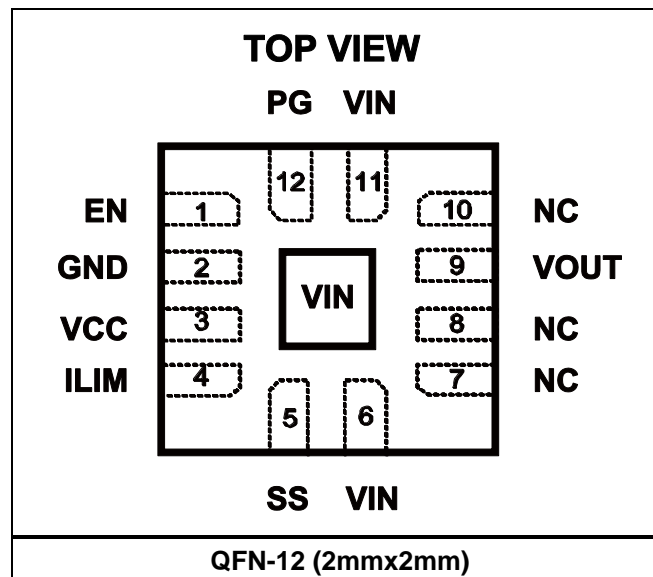 TOP VIEW
PG VIN
12 11
EN 1 10 NC
GND 2 9 VOUT
VIN
VCC 3 8 NC
ILIM 4 7 NC
5 6
SS VIN
QFN-12 (2mmx2mm)